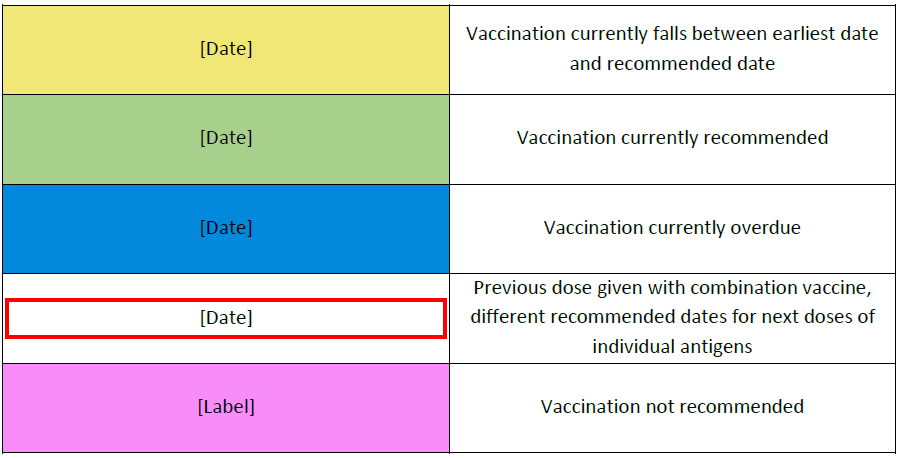 [Date]
Vaccination currently falls between earliest date
and recommended date
[Date]
Vaccination currently recommended
[Date]
Vaccination currently overdue
[Date]
Previous dose given with combination vaccine,
different recommended dates for next doses of
individual antigens
[Label]
Vaccination not recommended